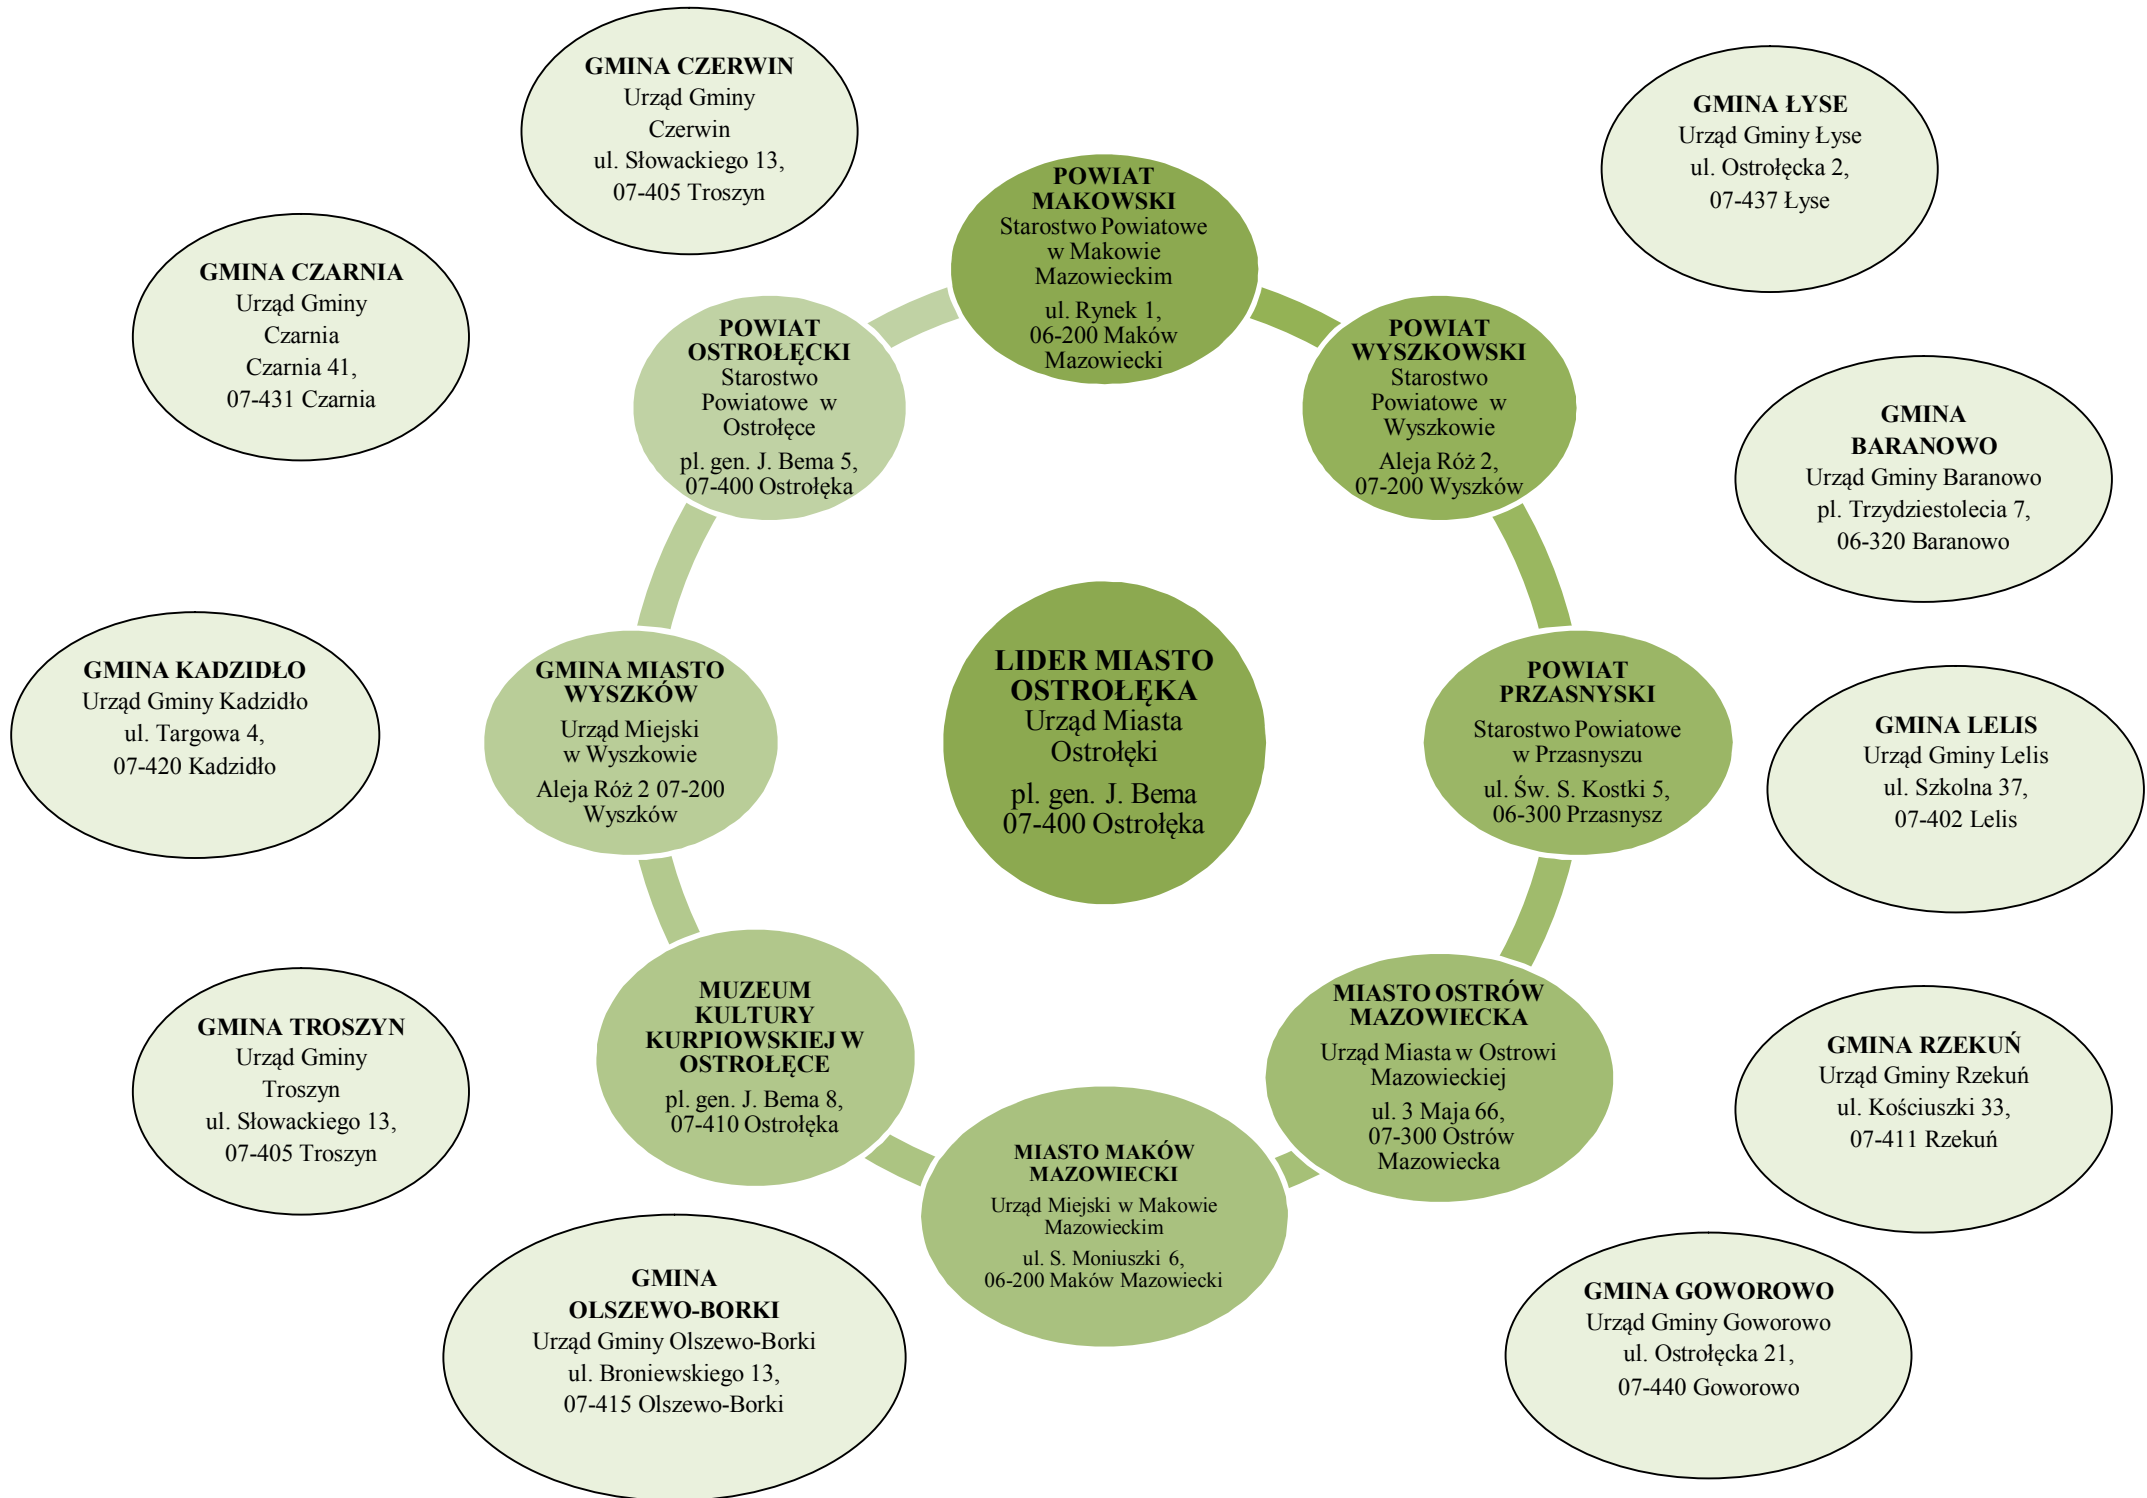 GMINA CZERWIN
Urząd Gminy
Czerwin
ul. Słowackiego 13,
07-405 Troszyn
GMINA ŁYSE
Urząd Gminy Łyse
ul. Ostrołęcka 2,
07-437 Łyse
POWIAT
MAKOWSKI
Starostwo Powiatowe
w Makowie
Mazowieckim
ul. Rynek 1,
06-200 Maków
Mazowiecki
GMINA CZARNIA
Urząd Gminy
Czarnia
Czarnia 41,
07-431 Czarnia
POWIAT
OSTROŁĘCKI
Starostwo
Powiatowe w
Ostrołęce
pl. gen. J. Bema 5,
07-400 Ostrołęka
POWIAT
WYSZKOWSKI
Starostwo
Powiatowe w
Wyszkowie
Aleja Róż 2,
07-200 Wyszków
GMINA
BARANOWO
Urząd Gminy Baranowo
pl. Trzydziestolecia 7,
06-320 Baranowo
GMINA KADZIDŁO
Urząd Gminy Kadzidło
ul. Targowa 4,
07-420 Kadzidło
GMINA MIASTO
WYSZKÓW
Urząd Miejski
w Wyszkowie
Aleja Róż 2 07-200
Wyszków
LIDER MIASTO
OSTROŁĘKA
Urząd Miasta
Ostrołęki
pl. gen. J. Bema
07-400 Ostrołęka
POWIAT
PRZASNYSKI
Starostwo Powiatowe
w Przasnyszu
ul. Św. S. Kostki 5,
06-300 Przasnysz
GMINA LELIS
Urząd Gminy Lelis
ul. Szkolna 37,
07-402 Lelis
GMINA TROSZYN
Urząd Gminy
Troszyn
ul. Słowackiego 13,
07-405 Troszyn
MUZEUM
KULTURY
KURPIOWSKIEJ W
OSTROŁĘCE
pl. gen. J. Bema 8,
07-410 Ostrołęka
MIASTO OSTRÓW
MAZOWIECKA
Urząd Miasta w Ostrowi
Mazowieckiej
ul. 3 Maja 66,
07-300 Ostrów
Mazowiecka
GMINA RZEKUŃ
Urząd Gminy Rzekuń
ul. Kościuszki 33,
07-411 Rzekuń
MIASTO MAKÓW
MAZOWIECKI
Urząd Miejski w Makowie
Mazowieckim
ul. S. Moniuszki 6,
06-200 Maków Mazowiecki
GMINA
OLSZEWO-BORKI
Urząd Gminy Olszewo-Borki
ul. Broniewskiego 13,
07-415 Olszewo-Borki
GMINA GOWOROWO
Urząd Gminy Goworowo
ul. Ostrołęcka 21,
07-440 Goworowo